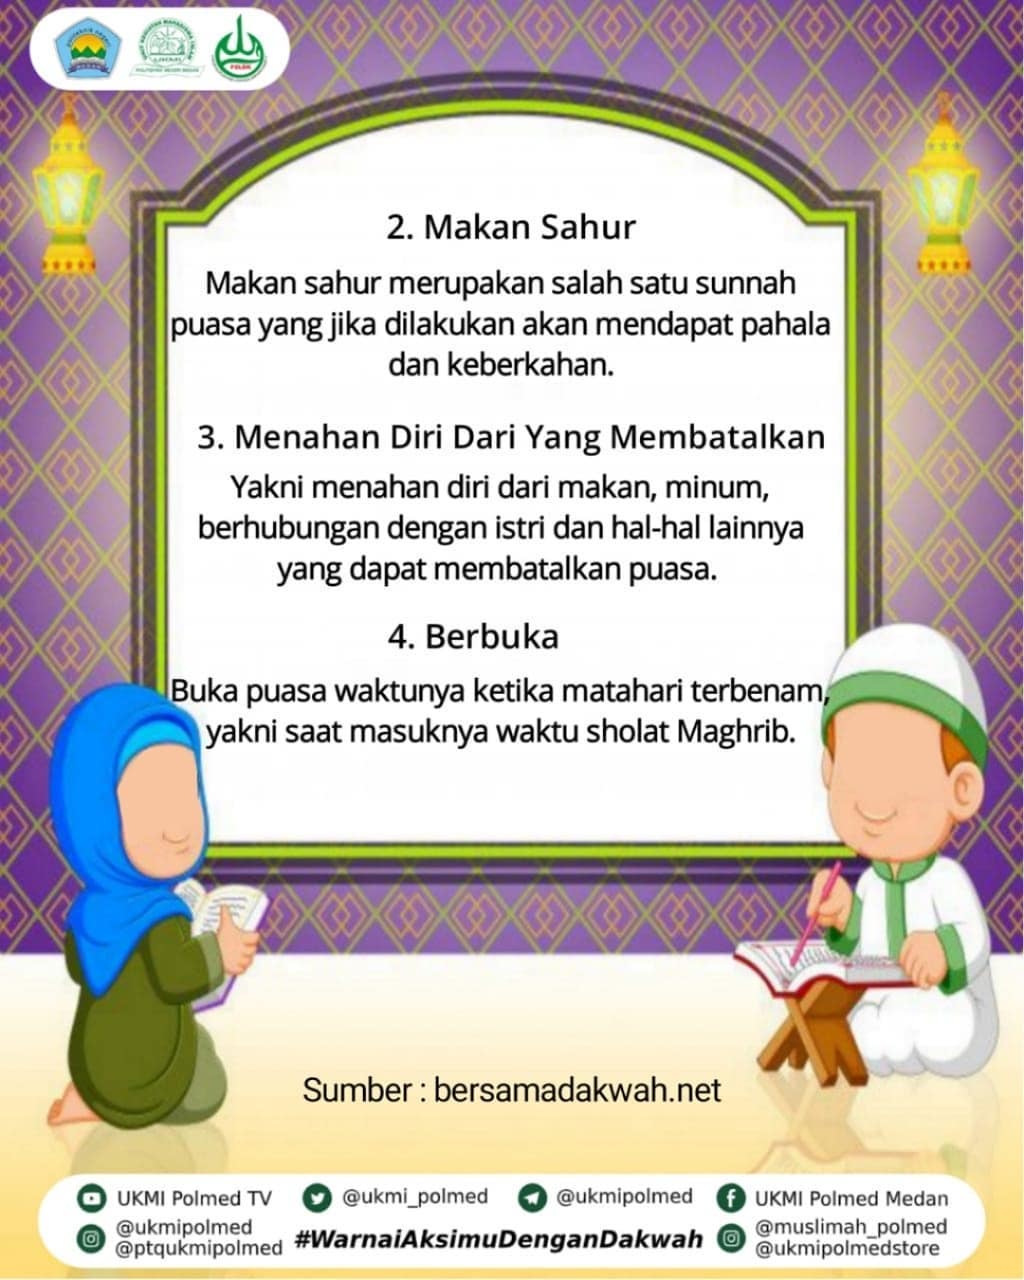 2. Makan Sahur
Makan sahur merupakan salah satu sunnah
puasa yang jika dilakukan akan mendapat pahala
dan keberkahan.
3. Menahan Diri Dari Yang Membatalkan
Yakni menahan diri dari makan, minum,
berhubungan dengan istri dan hal-hal lainnya
yang dapat membatalkan puasa.
4. Berbuka
Buka puasa waktunya ketika matahari terbenam,
yakni saat masuknya waktu sholat Maghrib.
Sumber : bersamadakwah.net
UKMI Polmed TV
@ukmi_polmed
@ukmipolmed
UKMI Polmed Medan
@ukmipolmed
@ptqukmipolmed
#WarnaiAksimuDenganDakwah
@muslimah_polmed
@ukmipolmedstore